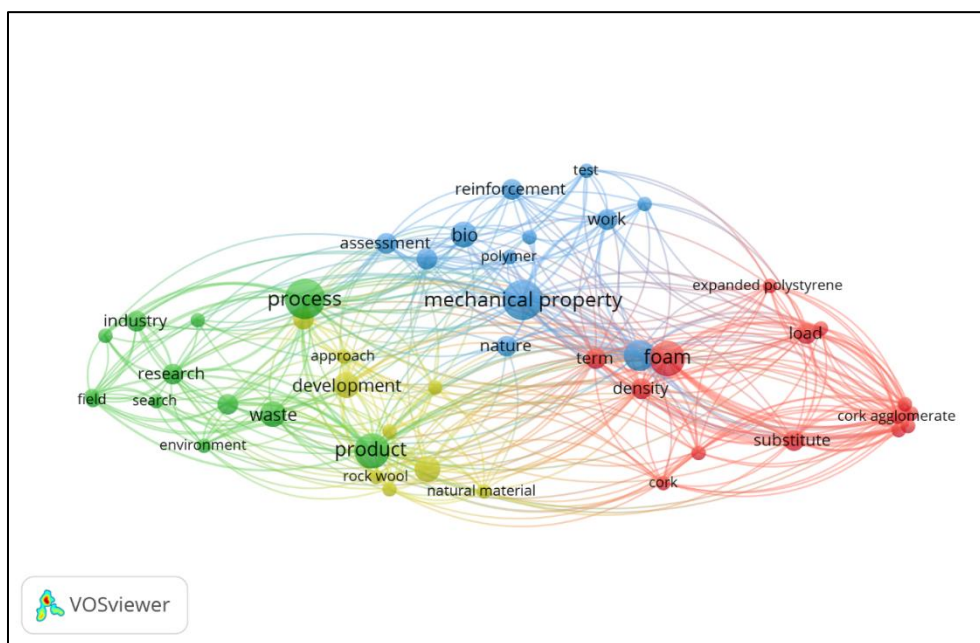 test
reinforcement
work
bio
assessment
polymer
expanded polystyrene
process
mechanical property
industry
load
nature
approach
term
foam
research
development
density
field
search
waste
cork agglomerate
environment
product
substitute
rock wool
cork
natural material
VOSviewer